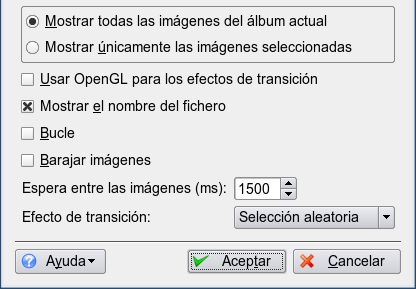 Mostrar todas las imágenes del álbum actual
Mostrar únicamente las imágenes seleccionadas
Usar OpenGL para los efectos de transición
Mostrar el nombre del fichero
Bucle
Barajar imágenes
Espera entre las imágenes (ms): 1500
Efecto de transición: Selección aleatoria
Ayuda Aceptar Cancelar